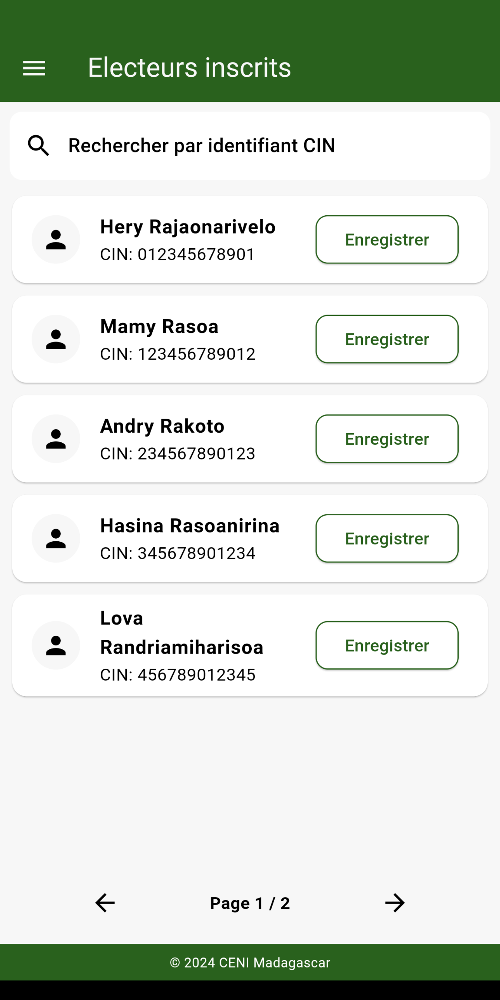 Electeurs inscrits
Rechercher par identifiant CIN
Hery Rajaonarivelo
CIN: 012345678901
Enregistrer
Mamy Rasoa
CIN: 123456789012
Enregistrer
Andry Rakoto
CIN: 234567890123
Enregistrer
Hasina Rasoanirina
CIN: 345678901234
Enregistrer
Lova
Randriamiharisoa
CIN: 456789012345
Enregistrer
Page 1 / 2
© 2024 CENI Madagascar